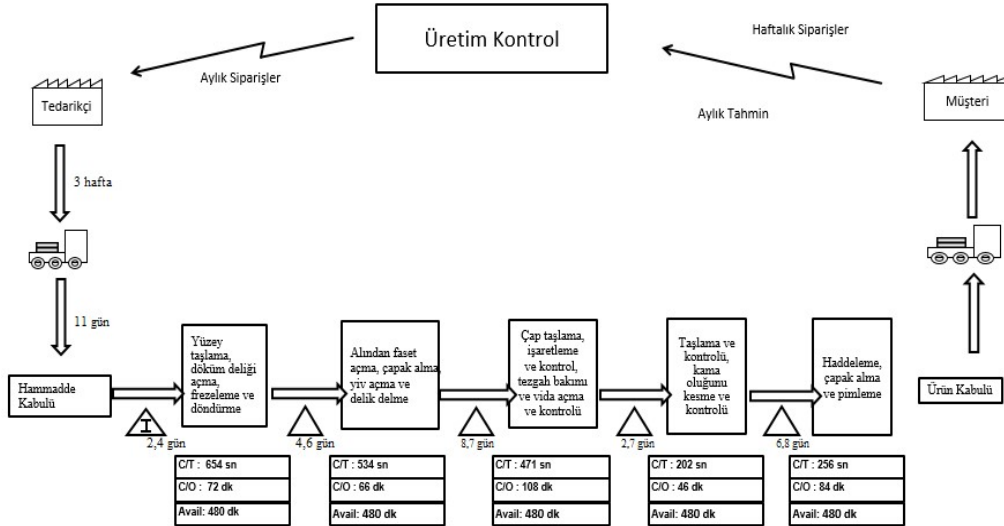 Üretim Kontrol
Haftalık Siparişler
Aylık Siparişler
Aylık Tahmin
Tedarikçi
Müşteri
3 hafta
11 gün
Hammadde
Kabulü
Yüzey
taşlama,
döküm deliği
açma,
frezeleme ve
döndürme
Alından faset
açma, çapak alma,
yiv açma ve
delik delme
Çap taşlama,
işaretleme
ve kontrol,
tezgah bakımı
ve vida açma
ve kontrolü
Taşlama ve
kontrolü,
kama
oluğunu
kesme ve
kontrolü
Haddeleme,
çapak alma
ve pimleme
Ürün Kabulü
I
2,4 gün
4,6 gün
8,7 gün
2,7 gün
6,8 gün
C/T : 654 sn
C/O : 72 dk
Avail: 480 dk
C/T : 534 sn
C/O : 66 dk
Avail: 480 dk
C/T : 471 sn
C/O : 108 dk
Avail: 480 dk
C/T : 202 sn
C/O : 46 dk
Avail: 480 dk
C/T : 256 sn
C/O : 84 dk
Avail: 480 dk